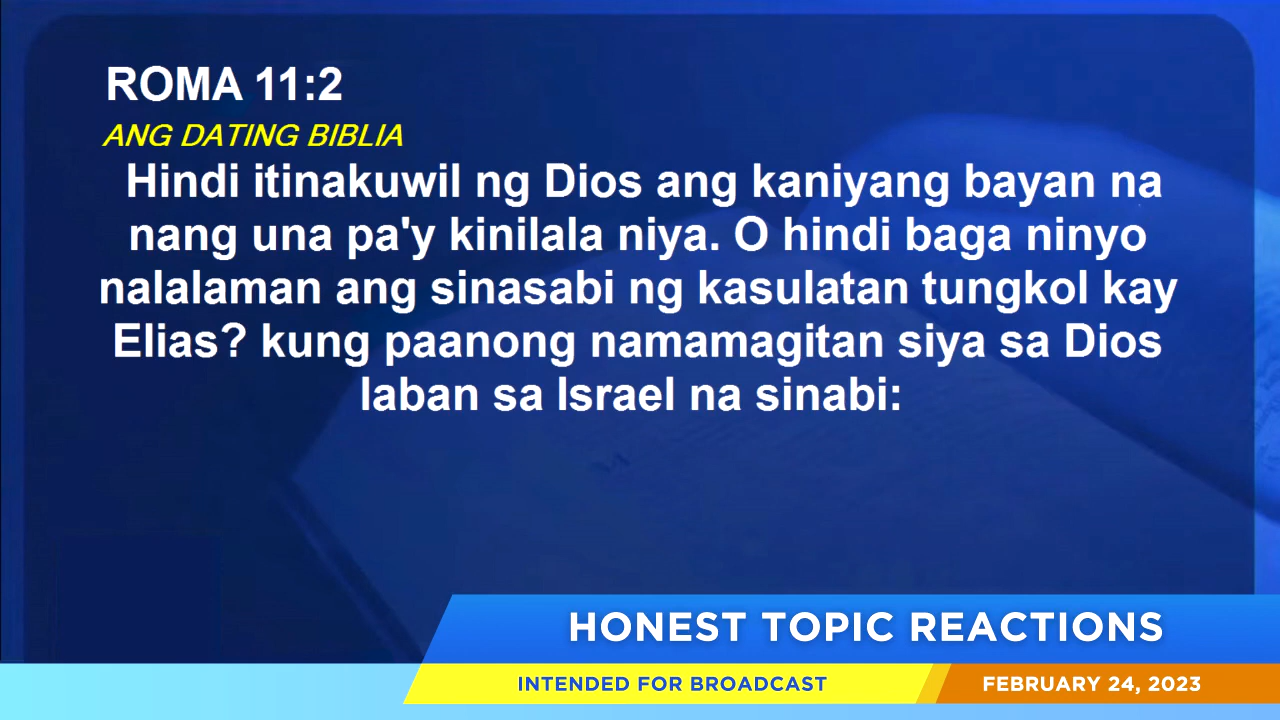 ROMA 11:2
ANG DATING BIBLIA
Hindi itinakuwil ng Dios ang kaniyang bayan na
nang una pa'y kinilala niya. O hindi baga ninyo
nalalaman ang sinasabi ng kasulatan tungkol kay
Elias? kung paanong namamagitan siya sa Dios
laban sa Israel na sinabi:
HONEST TOPIC REACTIONS
INTENDED FOR BROADCAST
FEBRUARY 24, 2023